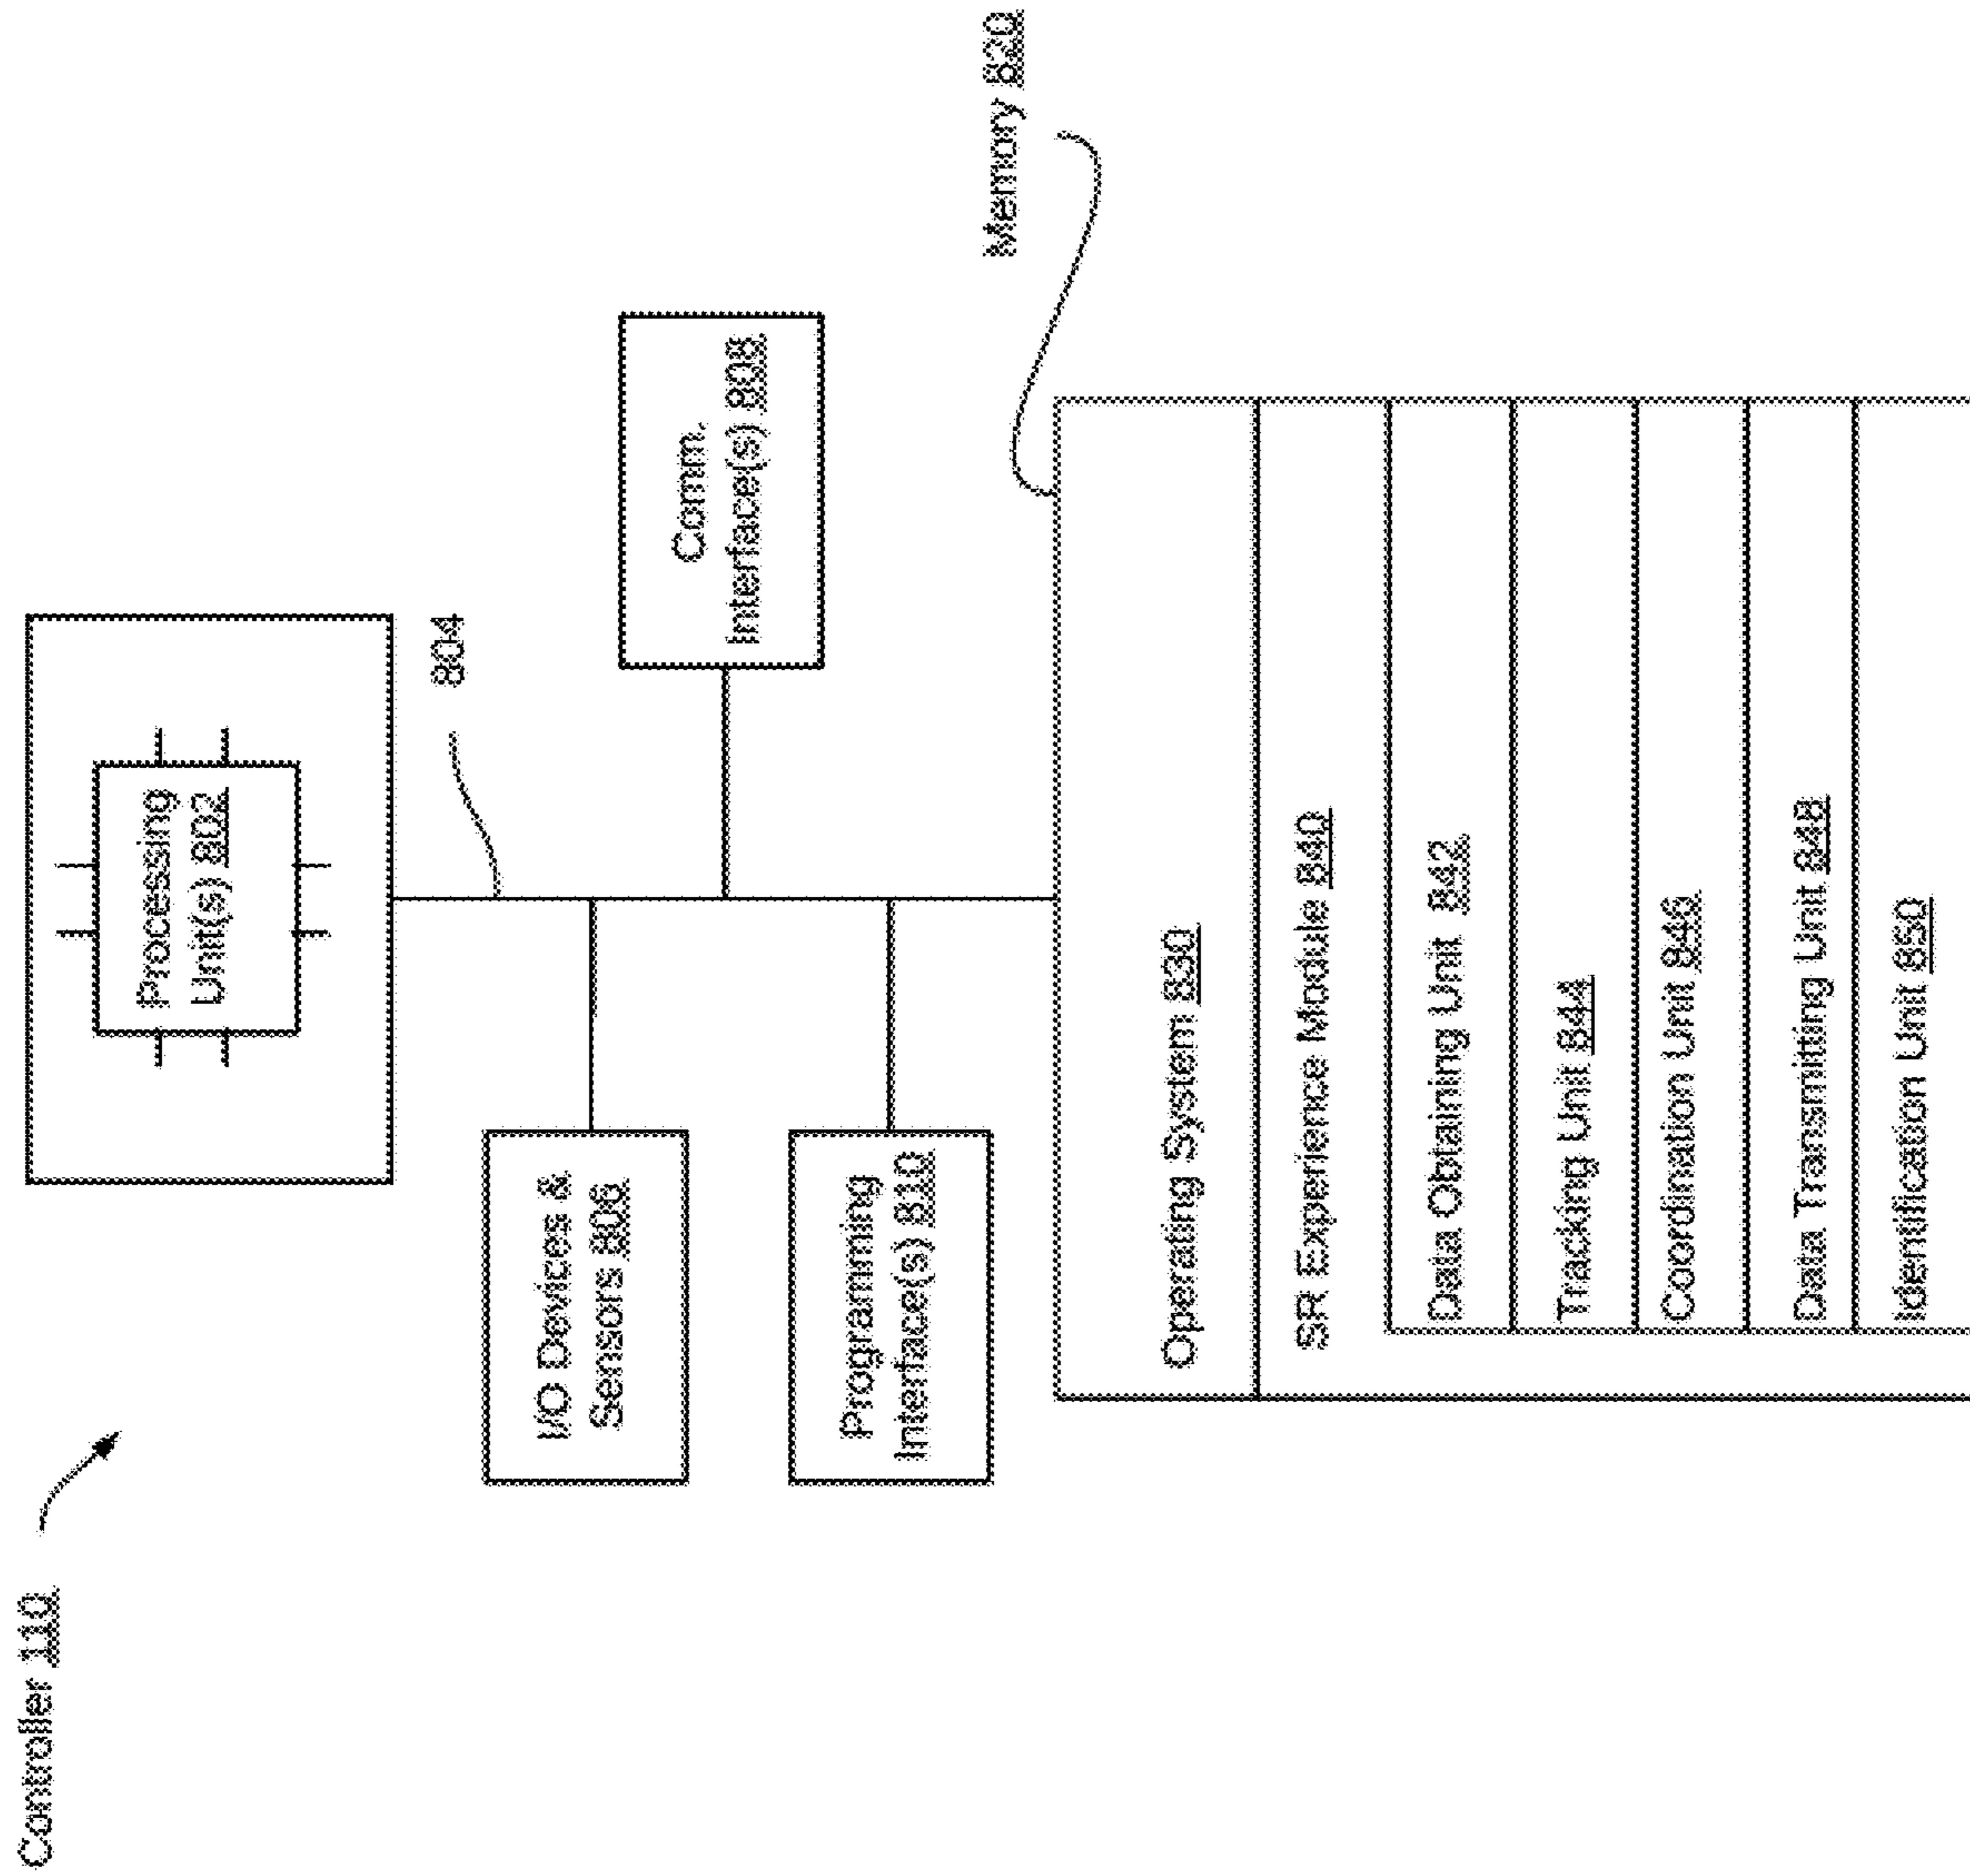 Controller 110
Processing
Unit(s) 802
804
I/O Devices &
Sensors 806
Comm.
Interface(s) 808
Programming
Interface(s) 810
Memory 820
Operating System 830
SR Experience Module 840
Data Obtaining Unit 842
Tracking Unit 844
Coordination Unit 846
Data Transmitting Unit 848
Identification Unit 850